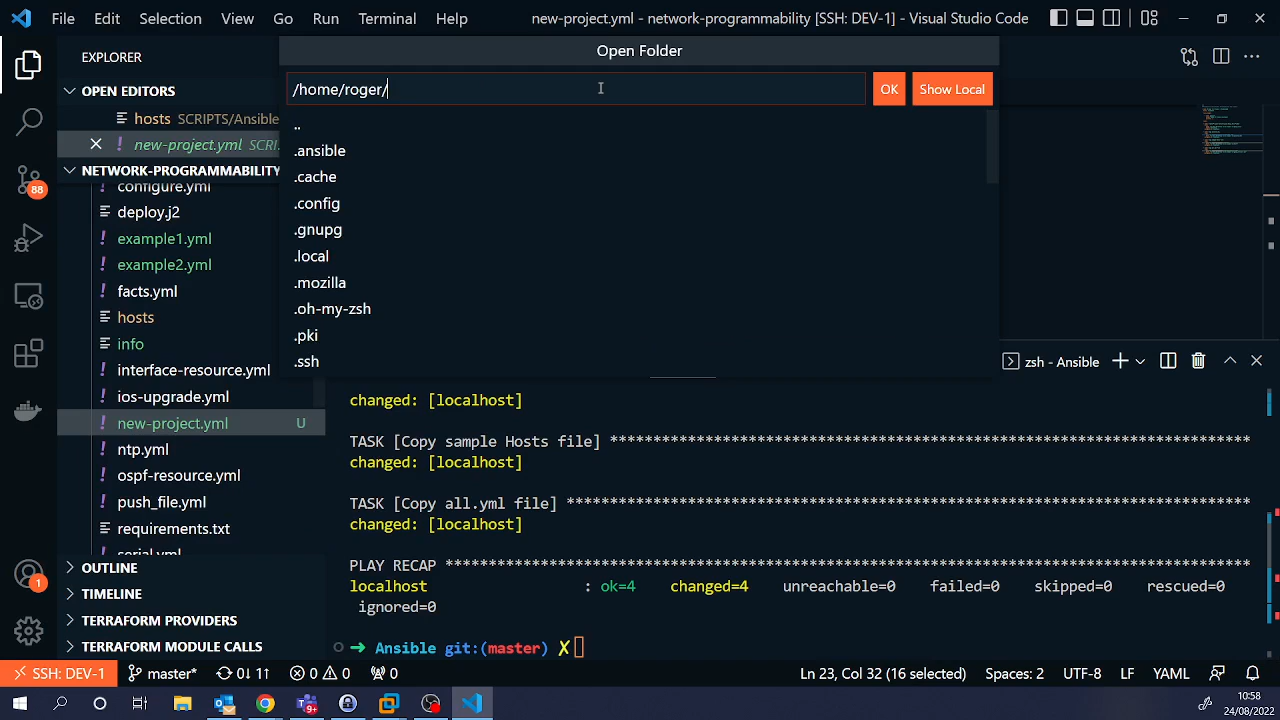 File Edit Selection View Go Run Terminal Help new-project.yml - network-programmability [SSH: DEV-1] - Visual Studio Code
EXPLORER
OPEN EDITORS
hosts SCRIPTS/Ansible
new-project.yml SCRI
NETWORK-PROGRAMMABILITY
configure.yml
deploy.j2
example1.yml
example2.yml
facts.yml
hosts
info
interface-resource.yml
ios-upgrade.yml
new-project.yml U
ntp.yml
ospf-resource.yml
push_file.yml
requirements.txt
serial.yml
OUTLINE
TIMELINE
TERRAFORM PROVIDERS
TERRAFORM MODULE CALLS
88
1
Open Folder
/home/roger/
OK Show Local
..
.ansible
.cache
.config
.gnupg
.local
.mozilla
.oh-my-zsh
.pki
.ssh
zsh - Ansible
changed: [localhost]
TASK [Copy sample Hosts file] *************************************************************************
changed: [localhost]
TASK [Copy all.yml file] ******************************************************************************
changed: [localhost]
PLAY RECAP ********************************************************************************************
localhost : ok=4 changed=4 unreachable=0 failed=0 skipped=0 rescued=0
ignored=0
➜ Ansible git:(master) ✗
SSH: DEV-1 master* 0↓ 1↑ 0 0 0 Ln 23, Col 32 (16 selected) Spaces: 2 UTF-8 LF YAML
10:58
24/08/2022